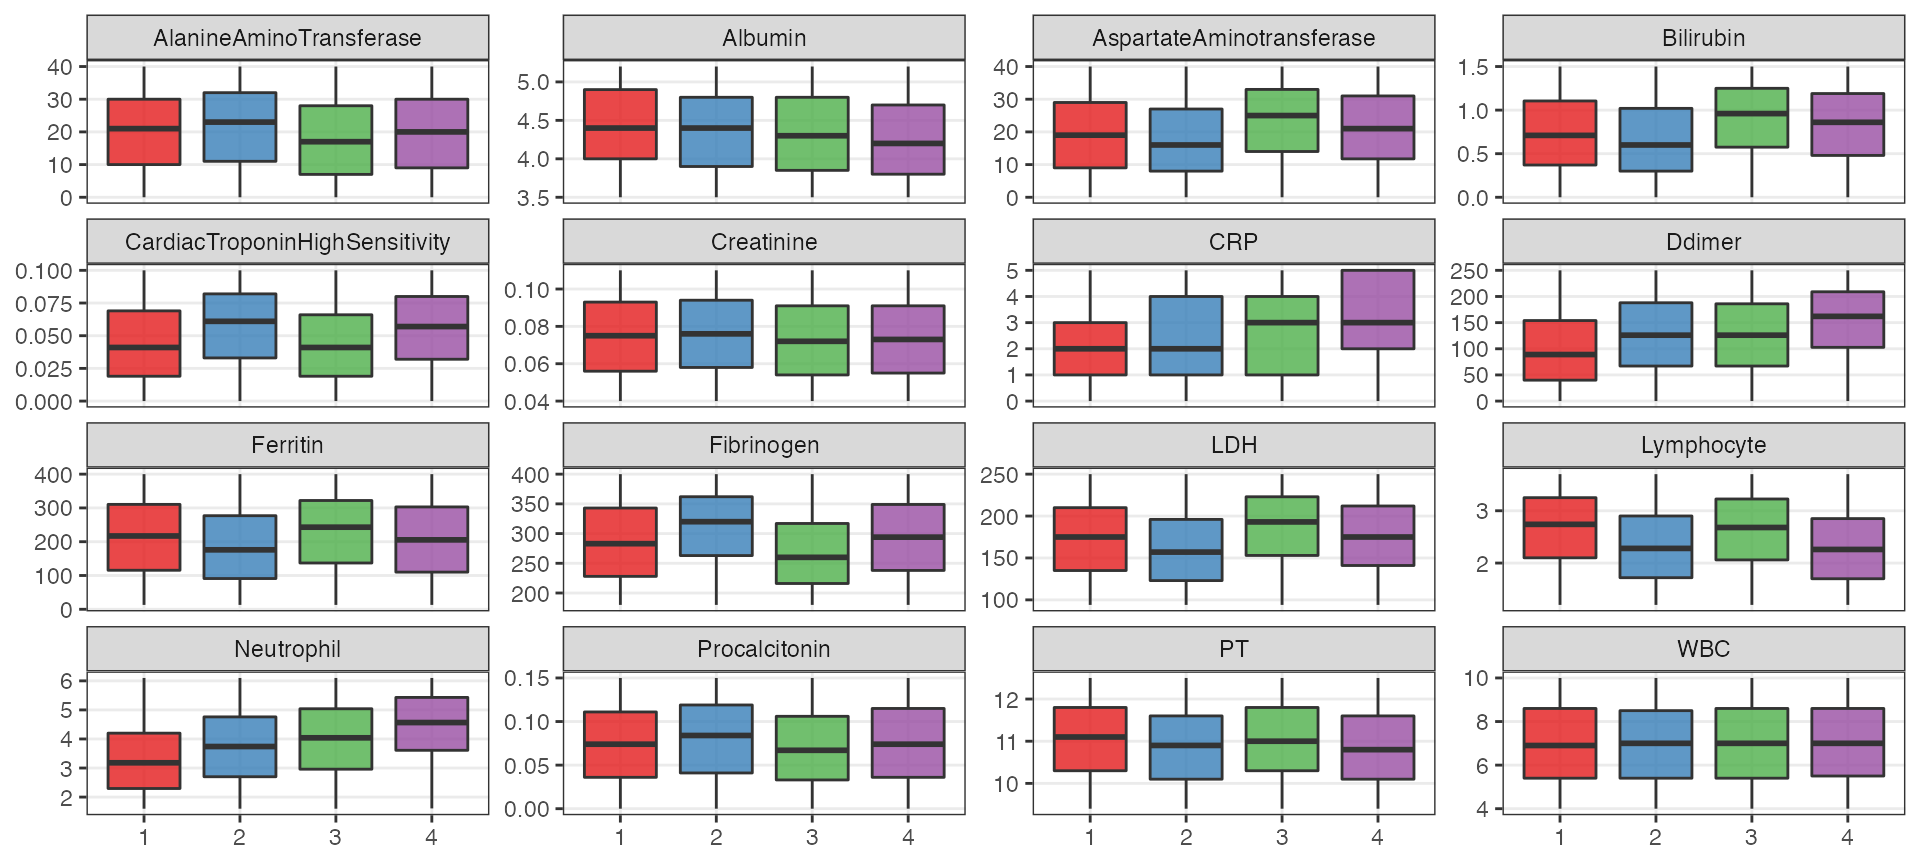 AlanineAminoTransferase Albumin AspartateAminotransferase Bilirubin
40 30 20 10 0
5.0 4.5 4.0 3.5
40 30 20 10 0
1.5 1.0 0.5 0.0
CardiacTroponinHighSensitivity Creatinine CRP Ddimer
0.100 0.075 0.050 0.025 0.000
0.10 0.08 0.06 0.04
5 4 3 2 1 0
250 200 150 100 50 0
Ferritin Fibrinogen LDH Lymphocyte
400 300 200 100 0
400 350 300 250 200
250 200 150 100
3 2
Neutrophil Procalcitonin PT WBC
6 5 4 3 2
0.15 0.10 0.05 0.00
12 11 10
10 8 6 4
1 2 3 4 1 2 3 4 1 2 3 4 1 2 3 4